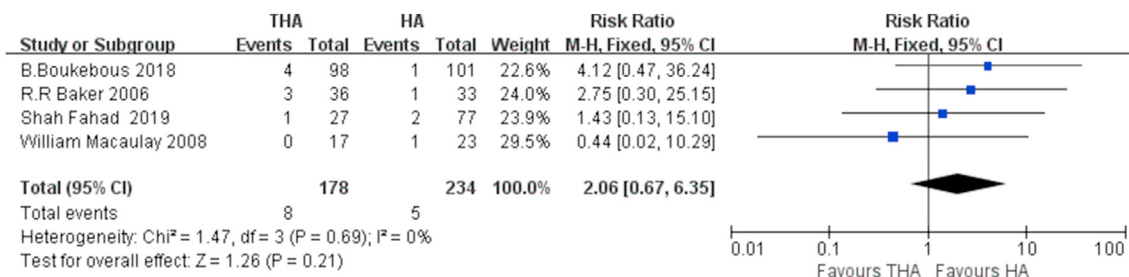 THA HA Risk Ratio Risk Ratio
Study or Subgroup Events Total Events Total Weight M-H, Fixed, 95% CI M-H, Fixed, 95% CI
B.Boukebous 2018 4 98 1 101 22.6% 4.12 [0.47, 36.24]
R.R Baker 2006 3 36 1 33 24.0% 2.75 [0.30, 25.15]
Shah Fahad 2019 1 27 2 77 23.9% 1.43 [0.13, 15.10]
William Macaulay 2008 0 17 1 23 29.5% 0.44 [0.02, 10.29]
Total (95% CI) 178 234 100.0% 2.06 [0.67, 6.35]
Total events 8 5
Heterogeneity: Chi² = 1.47, df = 3 (P = 0.69); I² = 0%
Test for overall effect: Z = 1.26 (P = 0.21)
0.01 0.1 1 10 100
Favours THA Favours HA